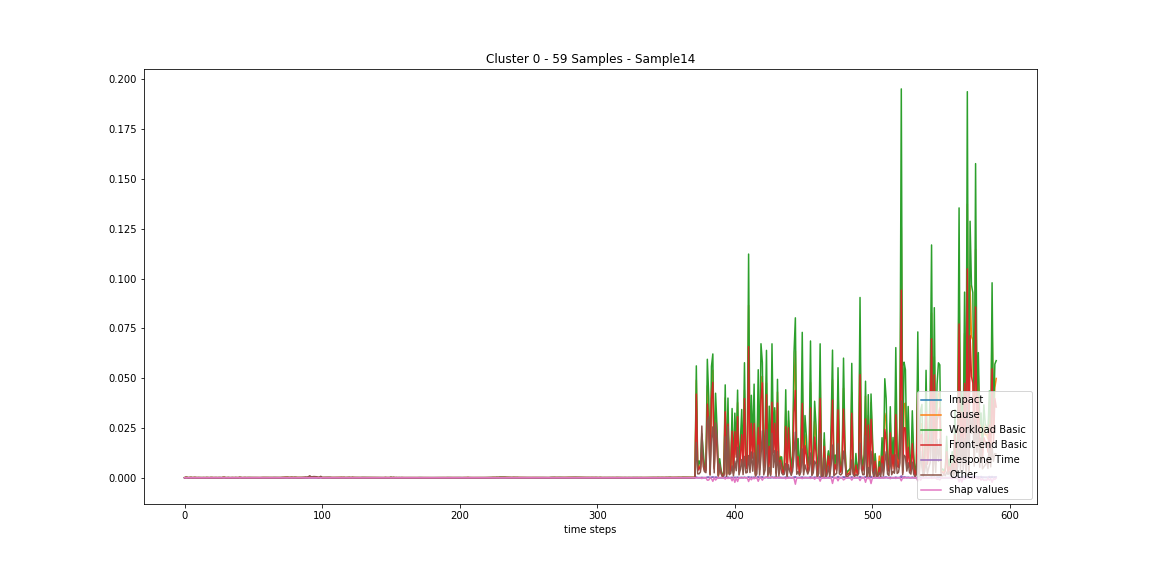 Cluster 0 - 59 Samples - Sample14
0.200
0.175
0.150
0.125
0.100
0.075
0.050
0.025
0.000
Impact
Cause
Workload Basic
Front-end Basic
Respone Time
Other
shap values
0 100 200 300 400 500 600
time steps